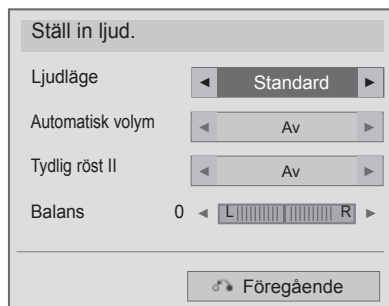 Ställ in ljud.
Ljudläge ◄ Standard ►
Automatisk volym ◄ Av ►
Tydlig röst II ◄ Av ►
Balans 0 ◄ L R ►
Föregående